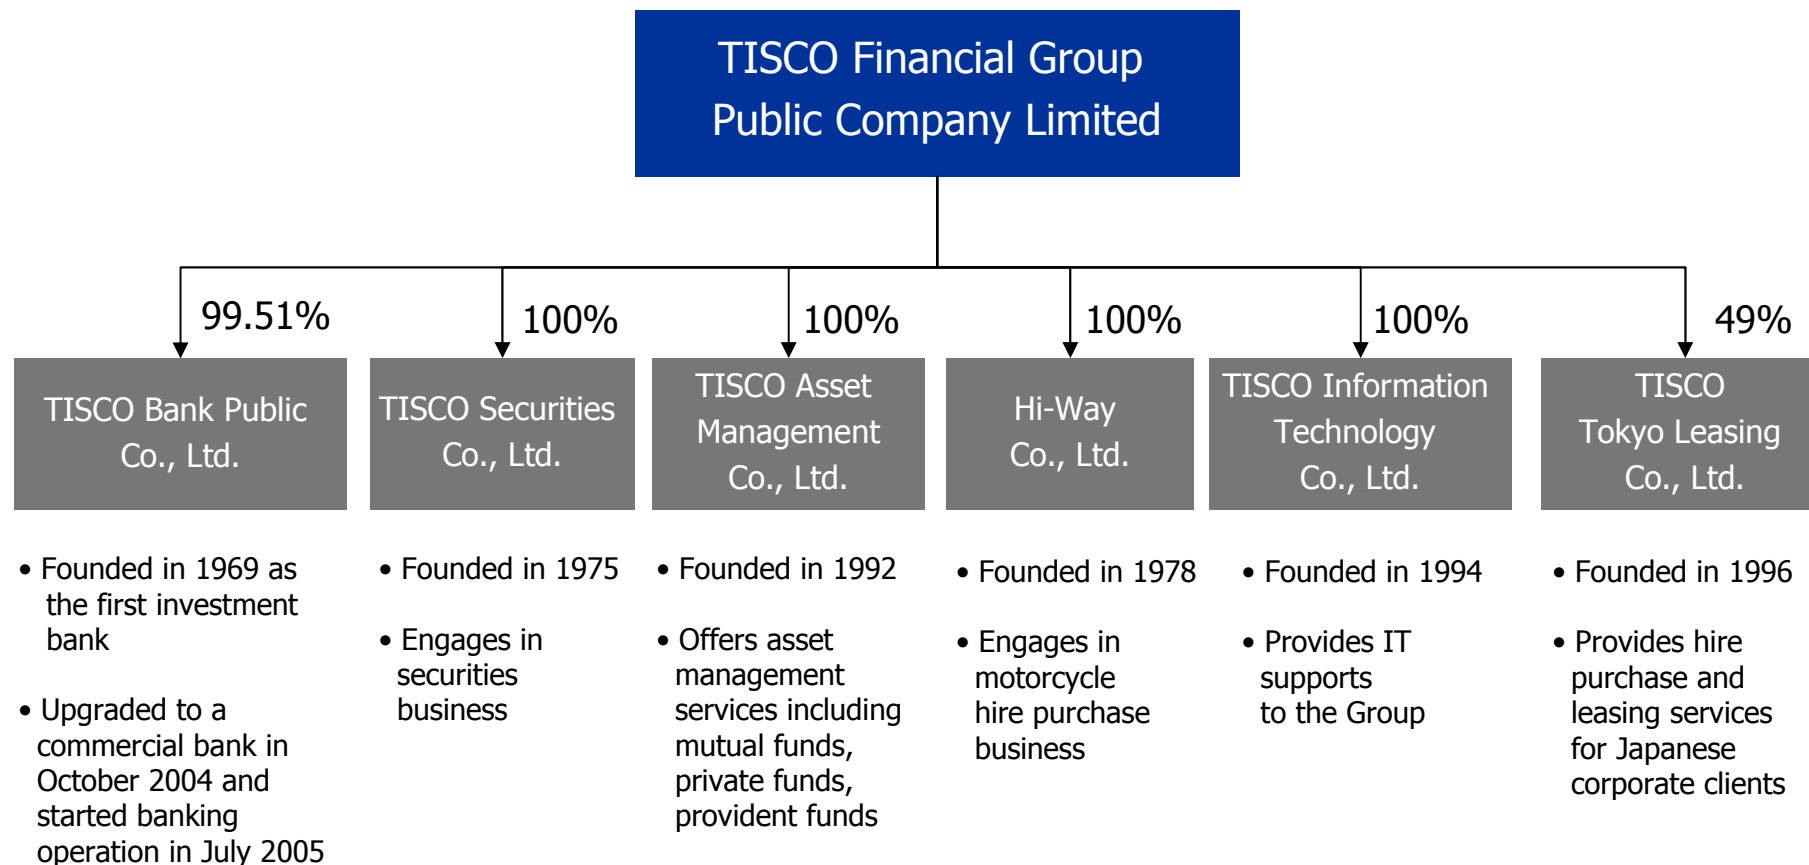 TISCO Financial Group
Public Company Limited
99.51%
100%
100%
100%
100%
49%
TISCO Bank Public
Co., Ltd.
TISCO Securities
Co., Ltd.
TISCO Asset
Management
Co., Ltd.
Hi-Way
Co., Ltd.
TISCO Information
Technology
Co., Ltd.
TISCO
Tokyo Leasing
Co., Ltd.
• Founded in 1969 as
the first investment
bank
• Upgraded to a
commercial bank in
October 2004 and
started banking
operation in July 2005
• Founded in 1975
• Engages in
securities
business
• Founded in 1992
• Offers asset
management
services including
mutual funds,
private funds,
provident funds
• Founded in 1978
• Engages in
motorcycle
hire purchase
business
• Founded in 1994
• Provides IT
supports
to the Group
• Founded in 1996
• Provides hire
purchase and
leasing services
for Japanese
corporate clients